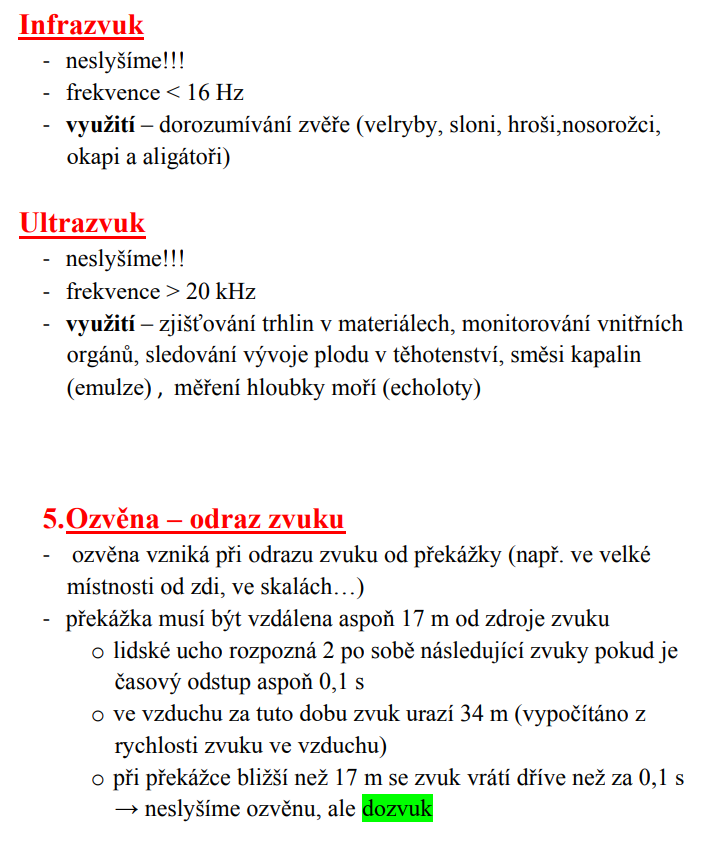 Infrazvuk
- neslyšíme!!!
- frekvence < 16 Hz
- využití – dorozumívání zvěře (velryby, sloni, hroši,nosorožci,
okapi a aligátoři)
Ultrazvuk
- neslyšíme!!!
- frekvence > 20 kHz
- využití – zjišťování trhlin v materiálech, monitorování vnitřních
orgánů, sledování vývoje plodu v těhotenství, směsi kapalin
(emulze) , měření hloubky moří (echoloty)
5.Ozvěna – odraz zvuku
- ozvěna vzniká při odrazu zvuku od překážky (např. ve velké
místnosti od zdi, ve skalách…)
- překážka musí být vzdálena aspoň 17 m od zdroje zvuku
o lidské ucho rozpozná 2 po sobě následující zvuky pokud je
časový odstup aspoň 0,1 s
o ve vzduchu za tuto dobu zvuk urazí 34 m (vypočítáno z
rychlosti zvuku ve vzduchu)
o při překážce bližší než 17 m se zvuk vrátí dříve než za 0,1 s
→ neslyšíme ozvěnu, ale dozvuk